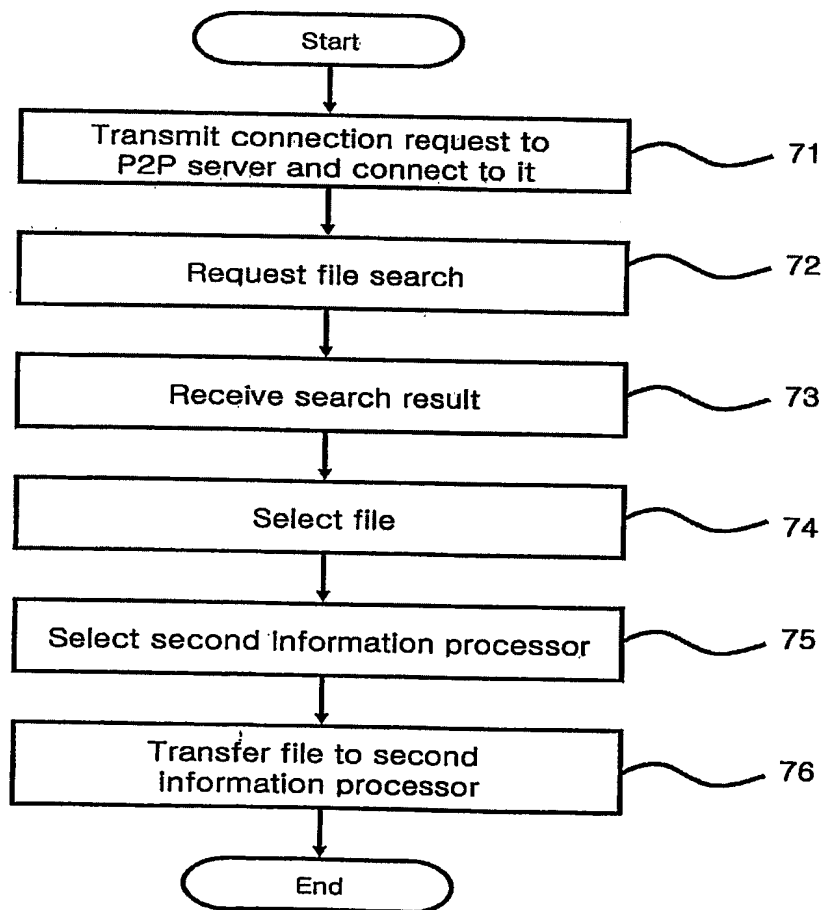 Start
Transmit connection request to
P2P server and connect to it
71
Request file search
72
Receive search result
73
Select file
74
Select second information processor
75
Transfer file to second
information processor
76
End